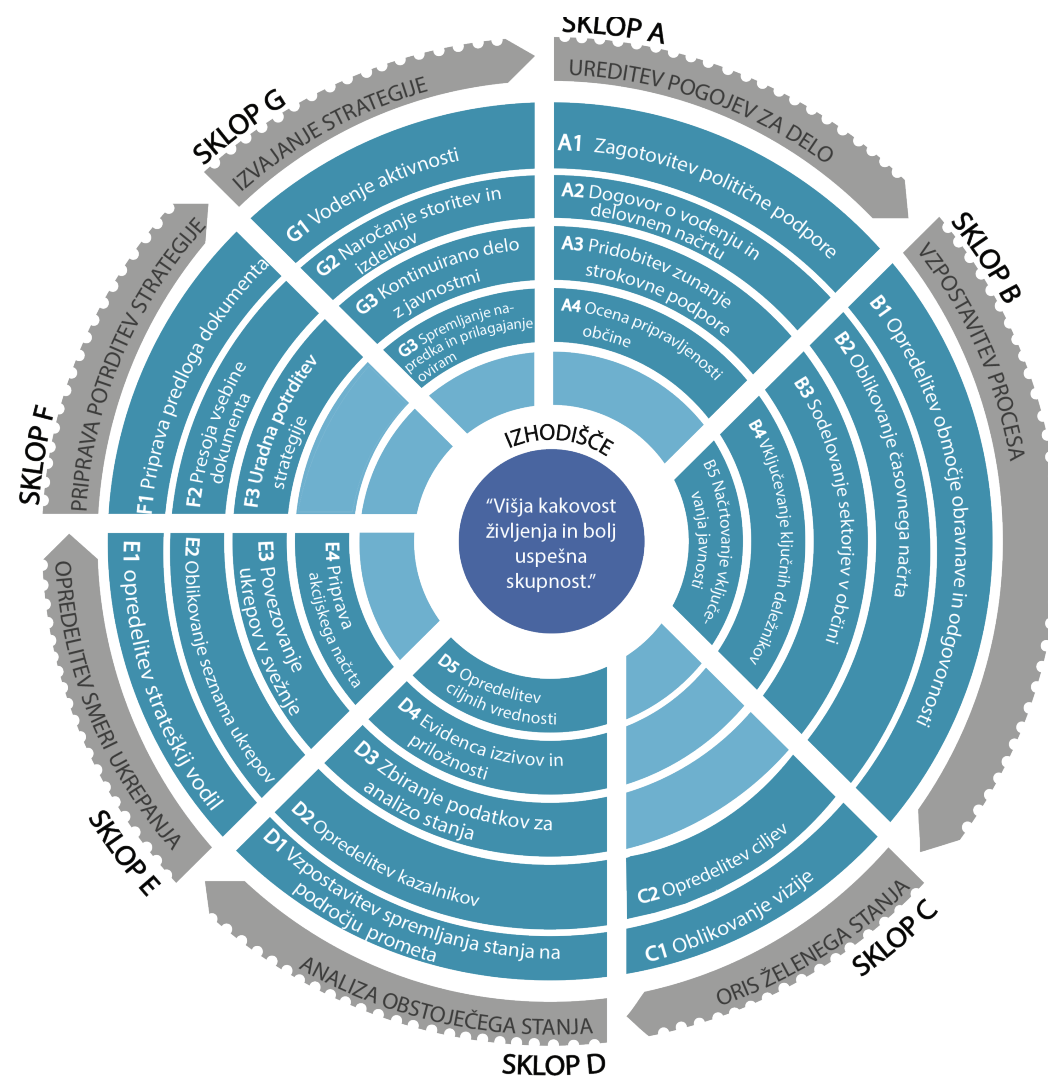 SKLOP A
UREDITEV POGOJEV ZA DELO
A1 Zagotovitev politične podpore
A2 Dogovor o vodenju in
delovnem načrtu
A3 Pridobitev zunanje
strokovne podpore
A4 Ocena pripravljenosti
občine
SKLOP B
VZPOSTAVITEV PROCESA
B1 Opredelitev območje obravnave in odgovornosti
B2 Oblikovanje časovnega načrta
B3 Sodelovanje sektorjev v občini
B4 Vključevanje ključnih deležnikov
B5 Načrtovanje vključe-
vanja javnosti
SKLOP C
ORIS ŽELENEGA STANJA
C1 Oblikovanje vizije
C2 Opredelitev ciljev
SKLOP D
ANALIZA OBSTOJEČEGA STANJA
D1 Vzpostavitev spremljanja stanja na
področju prometa
D2 Opredelitev kazalnikov
D3 Zbiranje podatkov za
analizo stanja
D4 Evidenca izzivov in
priložnosti
D5 Opredelitev
ciljnih vrednosti
SKLOP E
OPREDELITEV SMERI UKREPANJA
E1 opredelitev strateškij vodil
E2 Oblikovanje seznama ukrepov
E3 Povezovanje
ukrepov v svežnje
E4 Priprava
akcijskega načrta
SKLOP F
PRIPRAVA POTRDITEV STRATEGIJE
F1 Priprava predloga dokumenta
F2 Presoja vsebine
dokumenta
F3 Uradna potrditev
strategije
SKLOP G
IZVAJANJE STRATEGIJE
G1 Vodenje aktivnosti
G2 Naročanje storitev in
izdelkov
G3 Kontinuirano delo
z javnostmi
G3 Spremljanje na-
predka in prilagajanje
oviram
IZHODIŠČE
“Višja kakovost
življenja in bolj
uspešna
skupnost.”